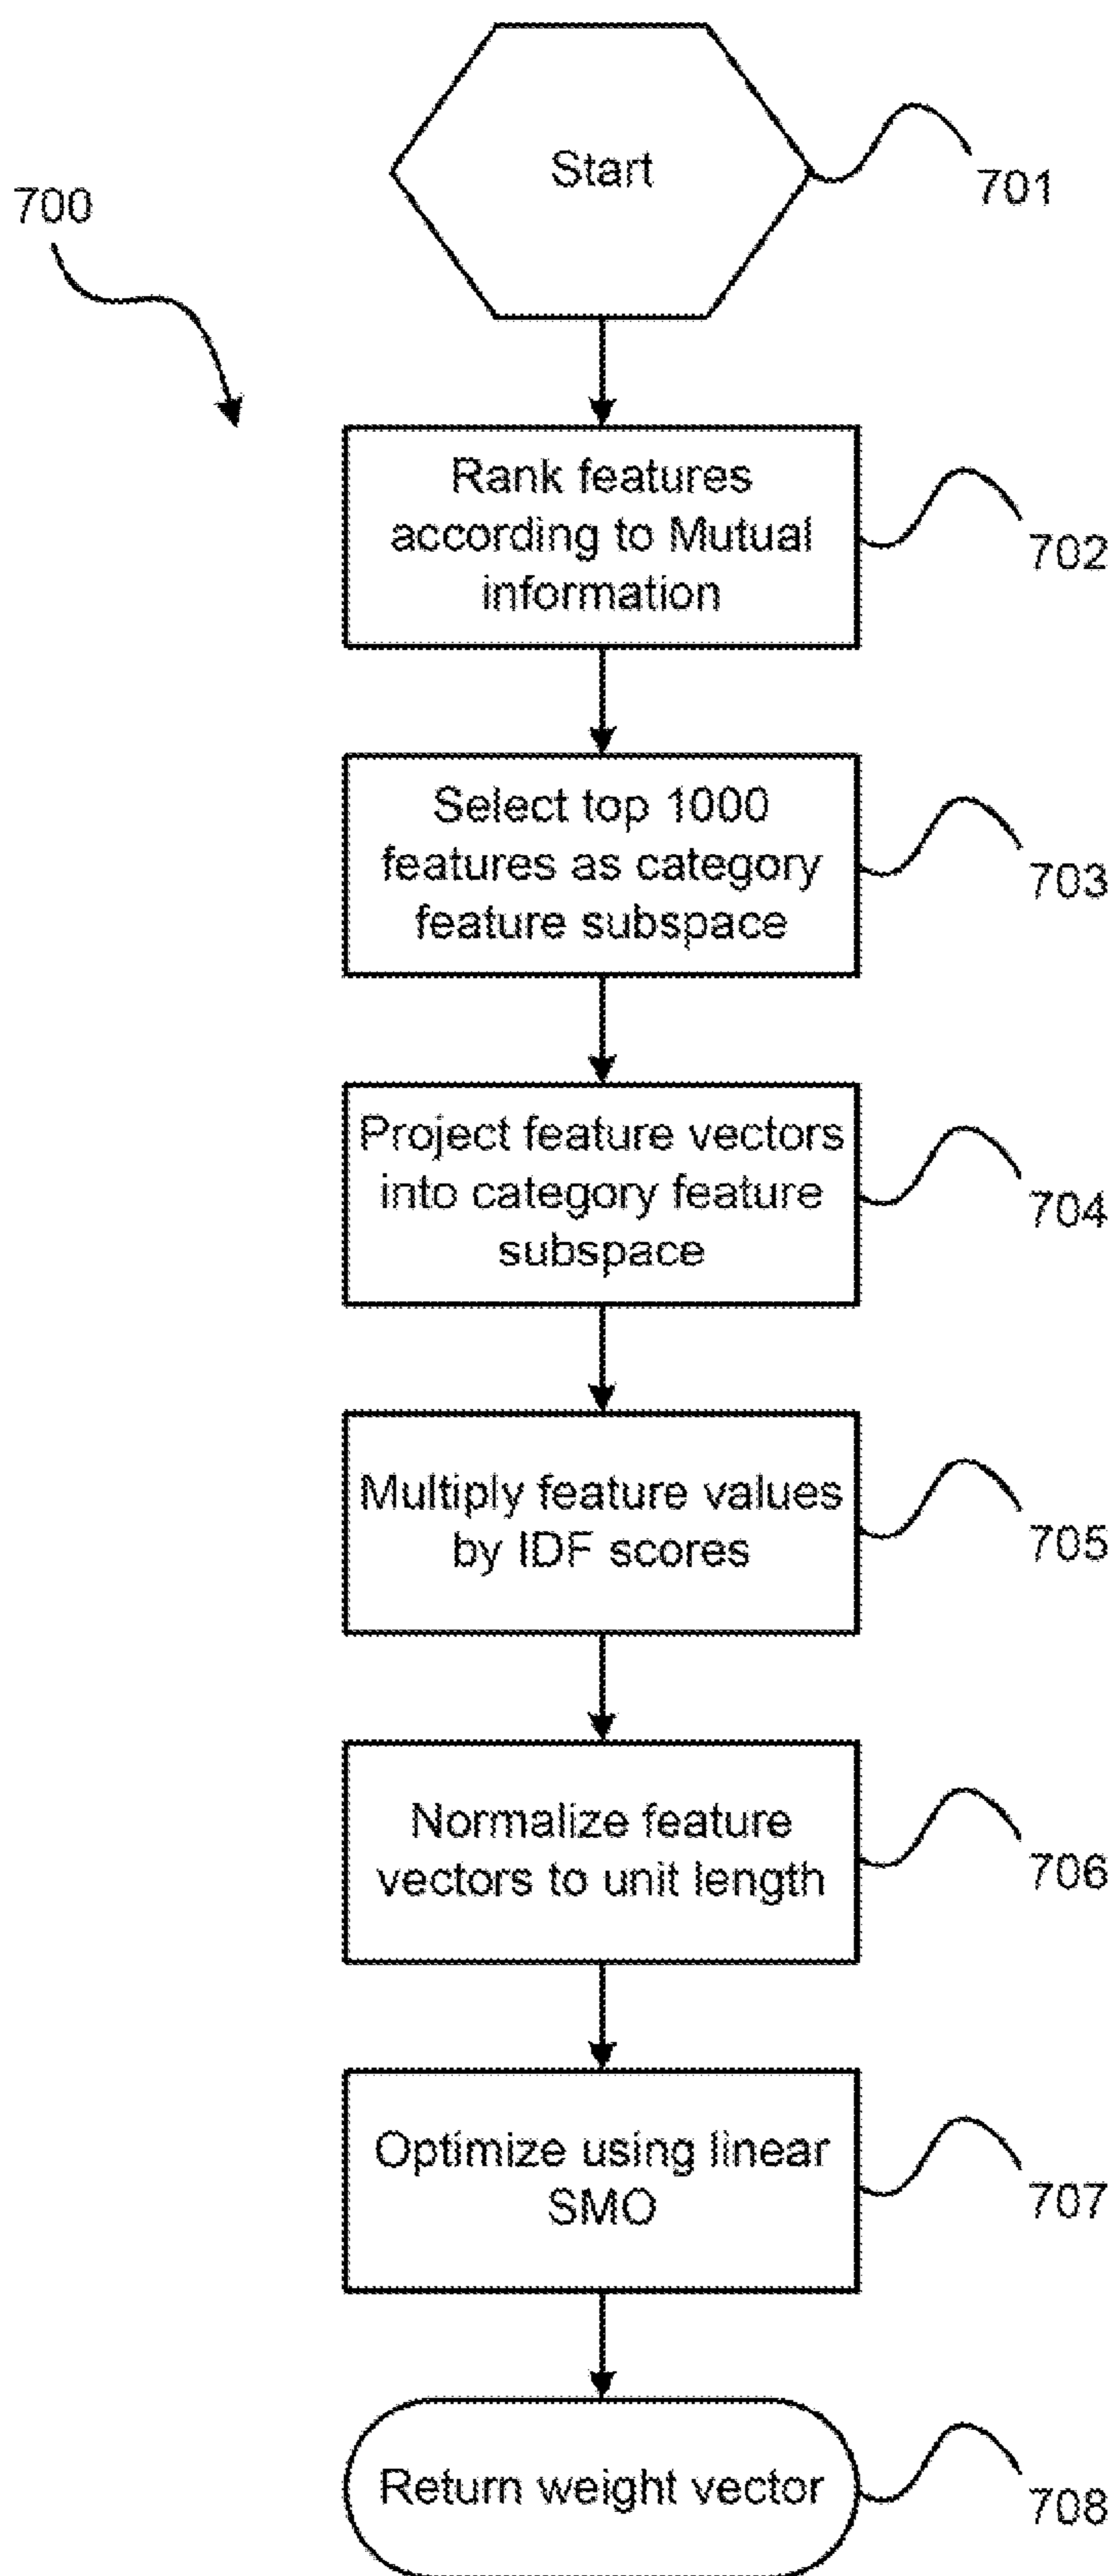 Start
701
700
Rank features
according to Mutual
information
702
Select top 1000
features as category
feature subspace
703
Project feature vectors
into category feature
subspace
704
Multiply feature values
by IDF scores
705
Normalize feature
vectors to unit length
706
Optimize using linear
SMO
707
Return weight vector
708